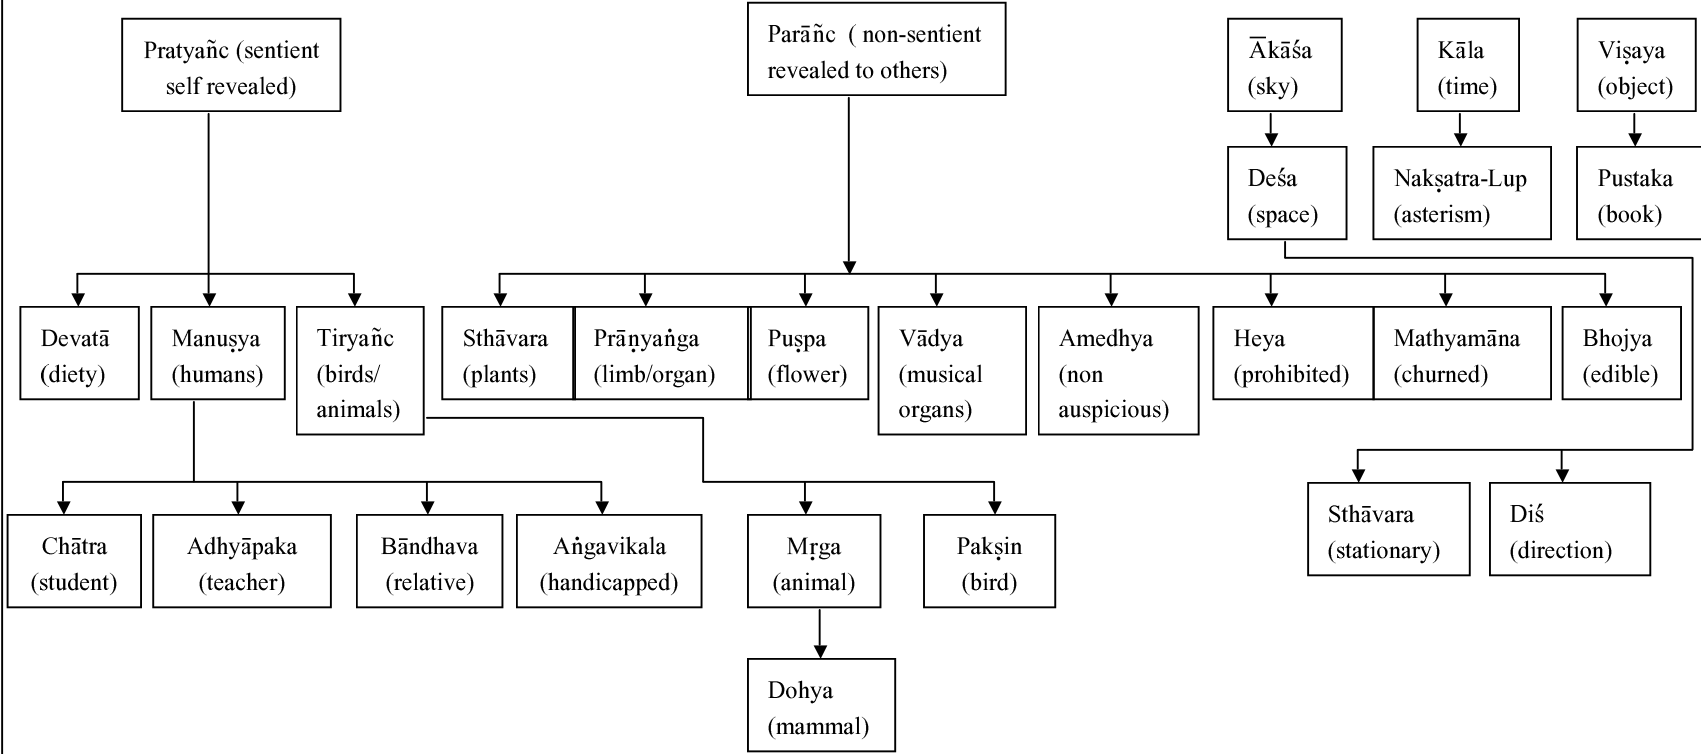 Pratyañc (sentient
self revealed)
Parāñc ( non-sentient
revealed to others)
Ākāśa
(sky)
Kāla
(time)
Viṣaya
(object)
Deśa
(space)
Nakṣatra-Lup
(asterism)
Pustaka
(book)
Devatā
(diety)
Manuṣya
(humans)
Tiryañc
(birds/
animals)
Sthāvara
(plants)
Prāṇyaṅga
(limb/organ)
Puṣpa
(flower)
Vādya
(musical
organs)
Amedhya
(non
auspicious)
Heya
(prohibited)
Mathyamāna
(churned)
Bhojya
(edible)
Sthāvara
(stationary)
Diś
(direction)
Chātra
(student)
Adhyāpaka
(teacher)
Bāndhava
(relative)
Aṅgavikala
(handicapped)
Mṛga
(animal)
Pakṣin
(bird)
Dohya
(mammal)